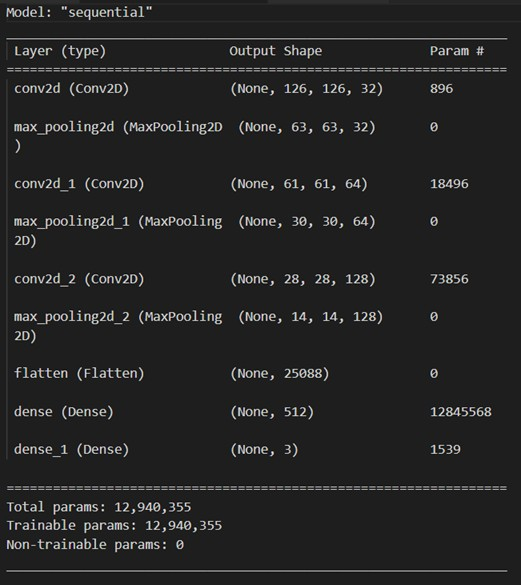 Model: "sequential"
Layer (type) Output Shape Param #
=================================================================
conv2d (Conv2D) (None, 126, 126, 32) 896
max_pooling2d (MaxPooling2D (None, 63, 63, 32) 0
)
conv2d_1 (Conv2D) (None, 61, 61, 64) 18496
max_pooling2d_1 (MaxPooling (None, 30, 30, 64) 0
2D)
conv2d_2 (Conv2D) (None, 28, 28, 128) 73856
max_pooling2d_2 (MaxPooling (None, 14, 14, 128) 0
2D)
flatten (Flatten) (None, 25088) 0
dense (Dense) (None, 512) 12845568
dense_1 (Dense) (None, 3) 1539
=================================================================
Total params: 12,940,355
Trainable params: 12,940,355
Non-trainable params: 0